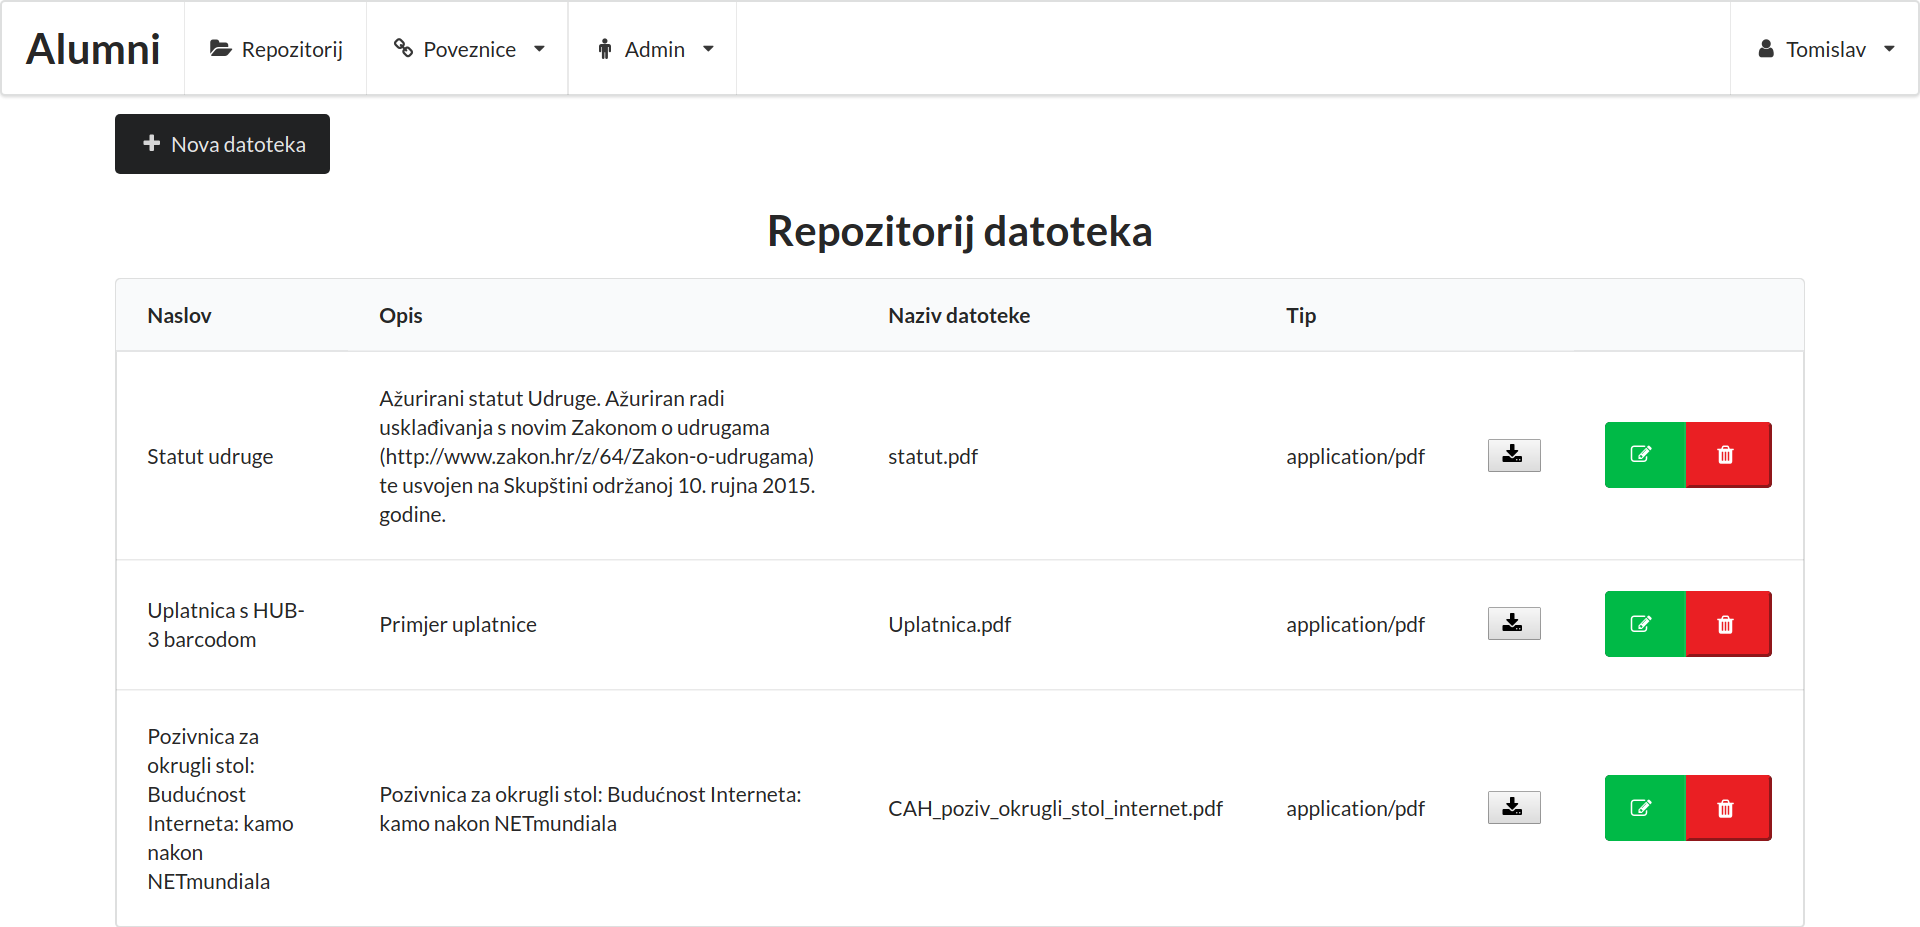 Alumni
Repozitorij
Poveznice
Admin
Tomislav
Nova datoteka
Repozitorij datoteka
Naslov
Opis
Naziv datoteke
Tip
Statut udruge
Ažurirani statut Udruge. Ažuriran radi
usklađivanja s novim Zakonom o udrugama
(http://www.zakon.hr/z/64/Zakon-o-udrugama)
te usvojen na Skupštini održanoj 10. rujna 2015.
godine.
statut.pdf
application/pdf
Uplatnica s HUB-
3 barcodom
Primjer uplatnice
Uplatnica.pdf
application/pdf
Pozivnica za
okrugli stol:
Budućnost
Interneta: kamo
nakon
NETmundiala
Pozivnica za okrugli stol: Budućnost Interneta:
kamo nakon NETmundiala
CAH_poziv_okrugli_stol_internet.pdf
application/pdf